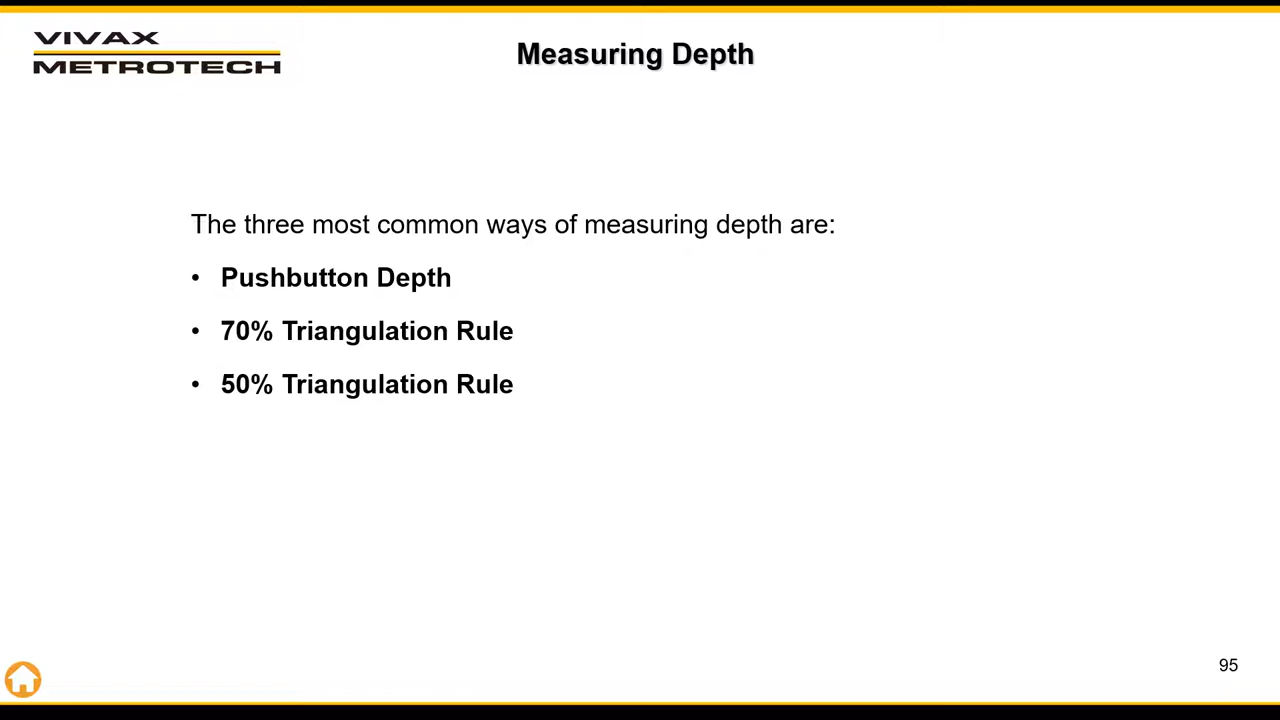 VIVAX
METROTECH
Measuring Depth
The three most common ways of measuring depth are:
• Pushbutton Depth
• 70% Triangulation Rule
• 50% Triangulation Rule
95